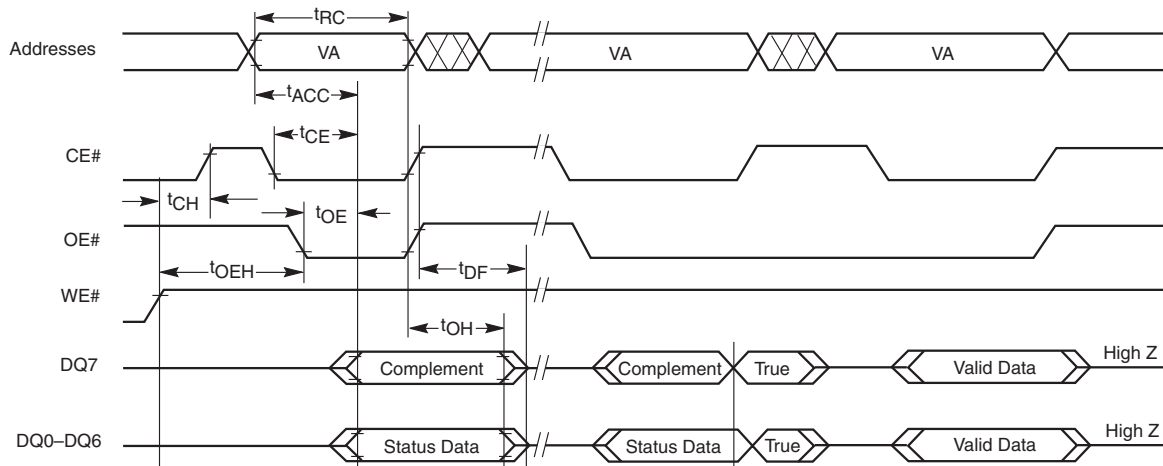 tRC
Addresses VA VA VA
tACC
tCE
CE#
tCH tOE
OE#
tOEH tDF
WE#
tOH
DQ7 Complement Complement True Valid Data High Z
DQ0–DQ6 Status Data Status Data True Valid Data High Z